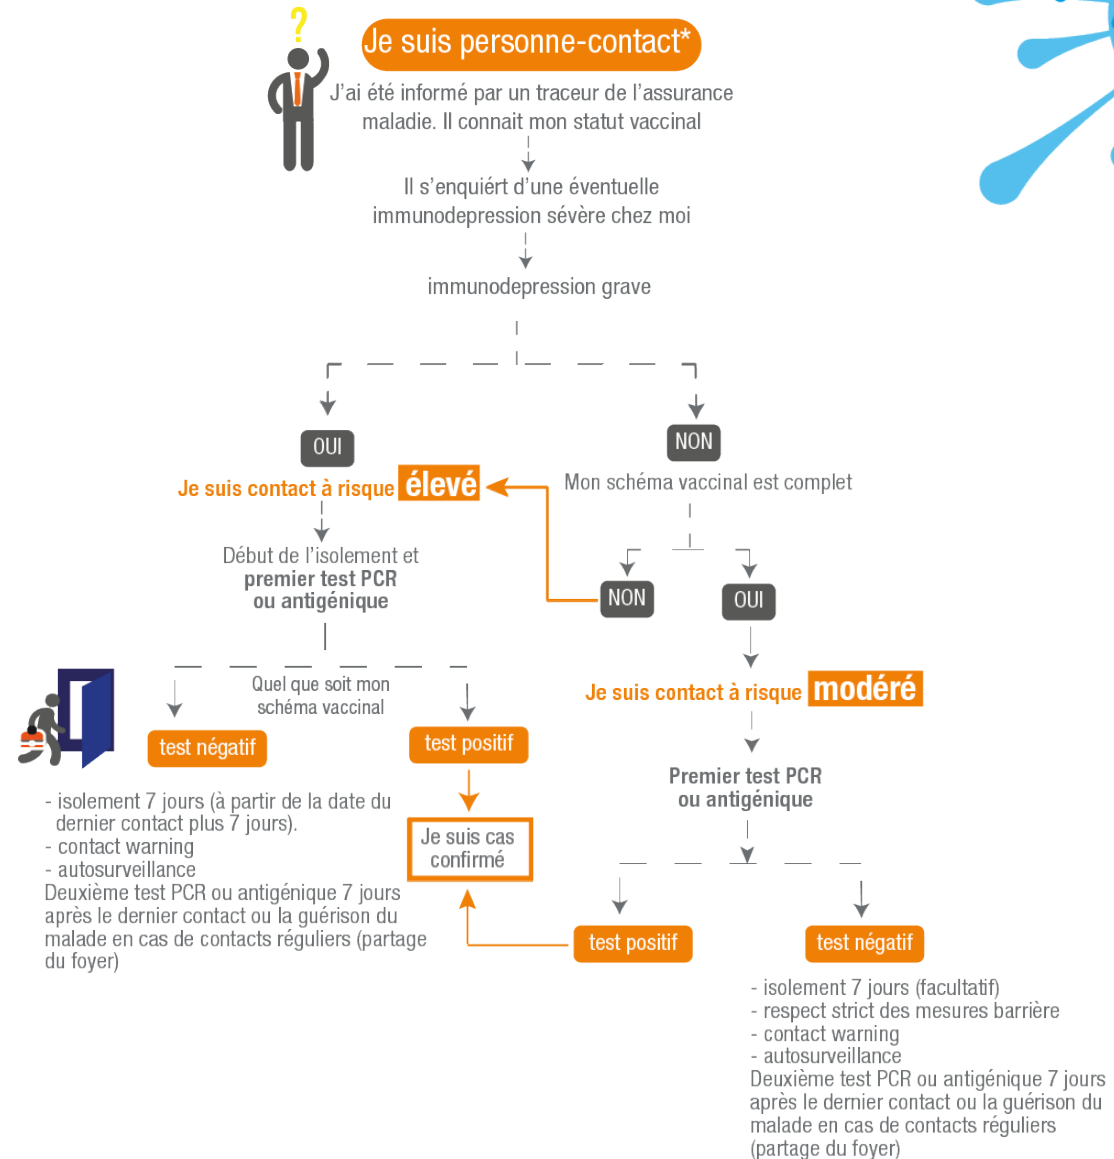 ?
Je suis personne-contact*
J'ai été informé par un traceur de l'assurance
maladie. Il connait mon statut vaccinal
Il s'enquiért d'une éventuelle
immunodepression sévère chez moi
immunodepression grave
OUI
NON
Je suis contact à risque élevé
Mon schéma vaccinal est complet
Début de l'isolement et
premier test PCR
ou antigénique
NON
OUI
Quel que soit mon
schéma vaccinal
Je suis contact à risque modéré
test négatif
test positif
Premier test PCR
ou antigénique
- isolement 7 jours (à partir de la date du
dernier contact plus 7 jours).
- contact warning
- autosurveillance
Deuxième test PCR ou antigénique 7 jours
après le dernier contact ou la guérison du
malade en cas de contacts réguliers (partage
du foyer)
Je suis cas
confirmé
test positif
test négatif
- isolement 7 jours (facultatif)
- respect strict des mesures barrière
- contact warning
- autosurveillance
Deuxième test PCR ou antigénique 7 jours
après le dernier contact ou la guérison du
malade en cas de contacts réguliers
(partage du foyer)